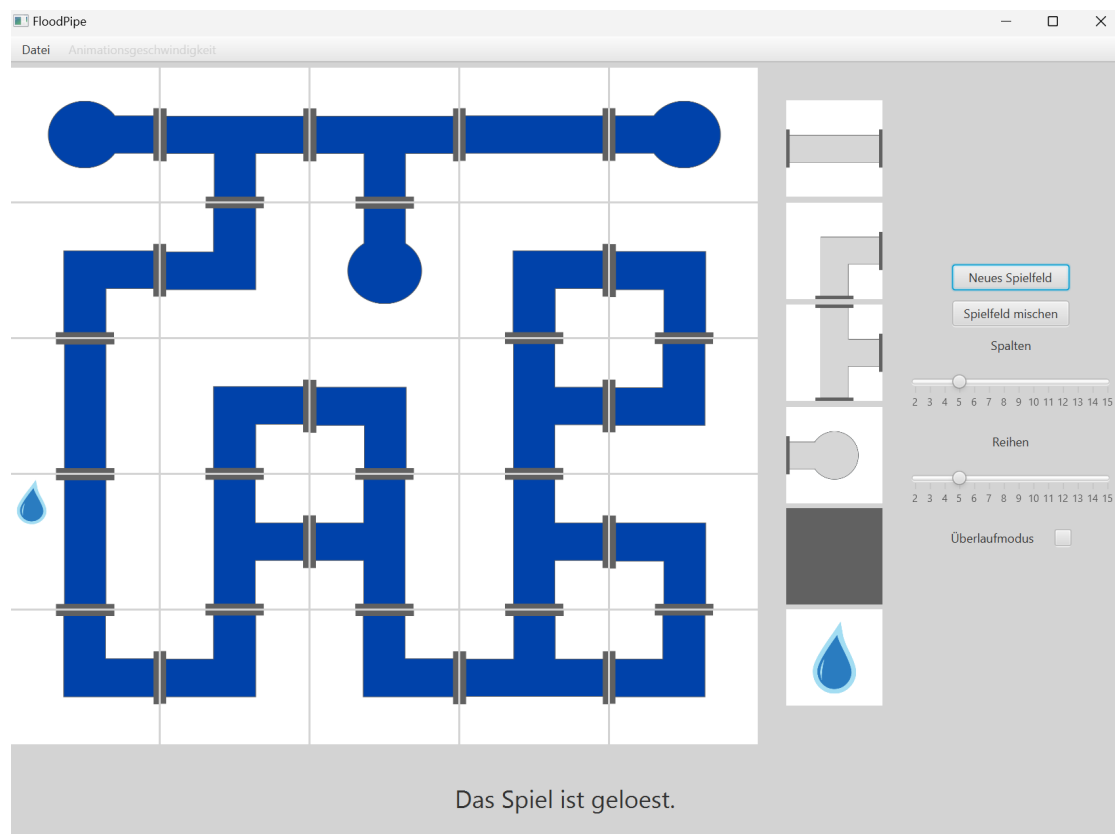 FloodPipe
Datei Animationsgeschwindigkeit
Neues Spielfeld
Spielfeld mischen
Spalten
2 3 4 5 6 7 8 9 10 11 12 13 14 15
Reihen
2 3 4 5 6 7 8 9 10 11 12 13 14 15
Überlaufmodus
Das Spiel ist geloest.